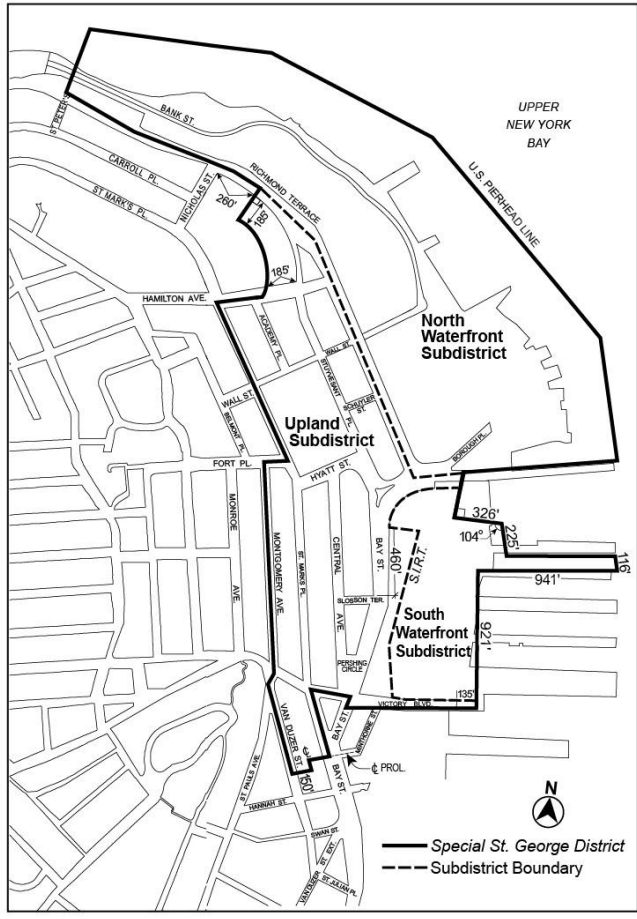 UPPER
NEW YORK
BAY
ST PETER'S
BANK ST.
CARROLL PL.
ST MARK'S PL.
NICHOLAS ST.
RICHMOND TERRACE
U.S. PIERHEAD LINE
260'
185'
185'
HAMILTON AVE.
ACADEMY PL.
North
Waterfront
Subdistrict
WALL ST.
STUYVESANT
PL.
SCHUYLER
ST.
WALL ST.
BELMONT PL.
Upland
Subdistrict
BOROUGH PL.
FORT PL.
HYATT ST.
MONROE
AVE.
MONTGOMERY AVE.
ST. MARKS PL.
CENTRAL
AVE.
BAY ST.
460'
S.I.R.T.
326'
104°
225'
116'
941'
921'
SLOSSON TER.
South
Waterfront
Subdistrict
PERSHING
CIRCLE
135'
VICTORY BLVD.
BAY ST.
MINTHORNE ST.
VAN DUZER ST.
℄ PROL.
ST. PAULS AVE.
150'
BAY ST.
HANNAH ST.
SWAN ST.
VAN DUZER ST. EXT.
ST. JULIAN PL.
N
Special St. George District
Subdistrict Boundary